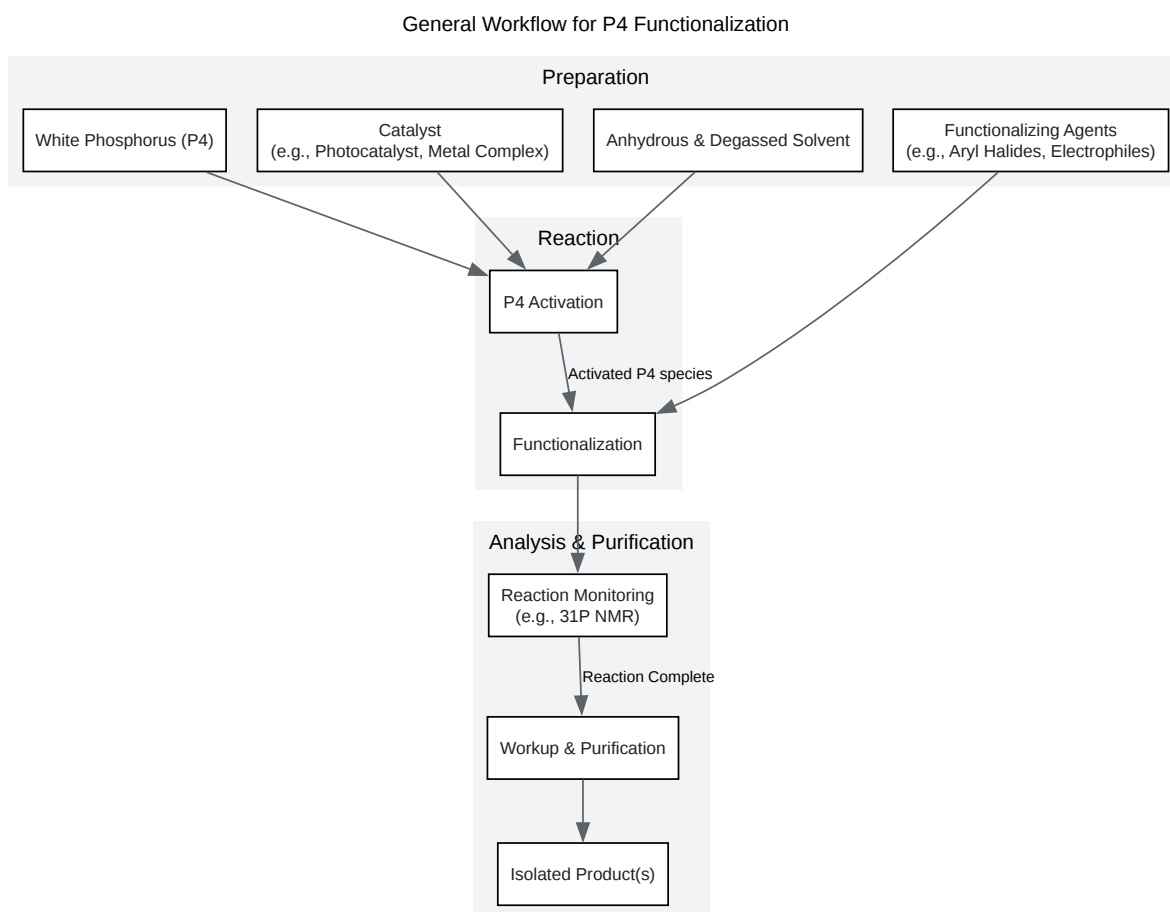 General Workflow for P4 Functionalization
Preparation
White Phosphorus (P4)
Catalyst
(e.g., Photocatalyst, Metal Complex)
Anhydrous & Degassed Solvent
Functionalizing Agents
(e.g., Aryl Halides, Electrophiles)
Reaction
P4 Activation
Activated P4 species
Functionalization
Analysis & Purification
Reaction Monitoring
(e.g., 31P NMR)
Reaction Complete
Workup & Purification
Isolated Product(s)